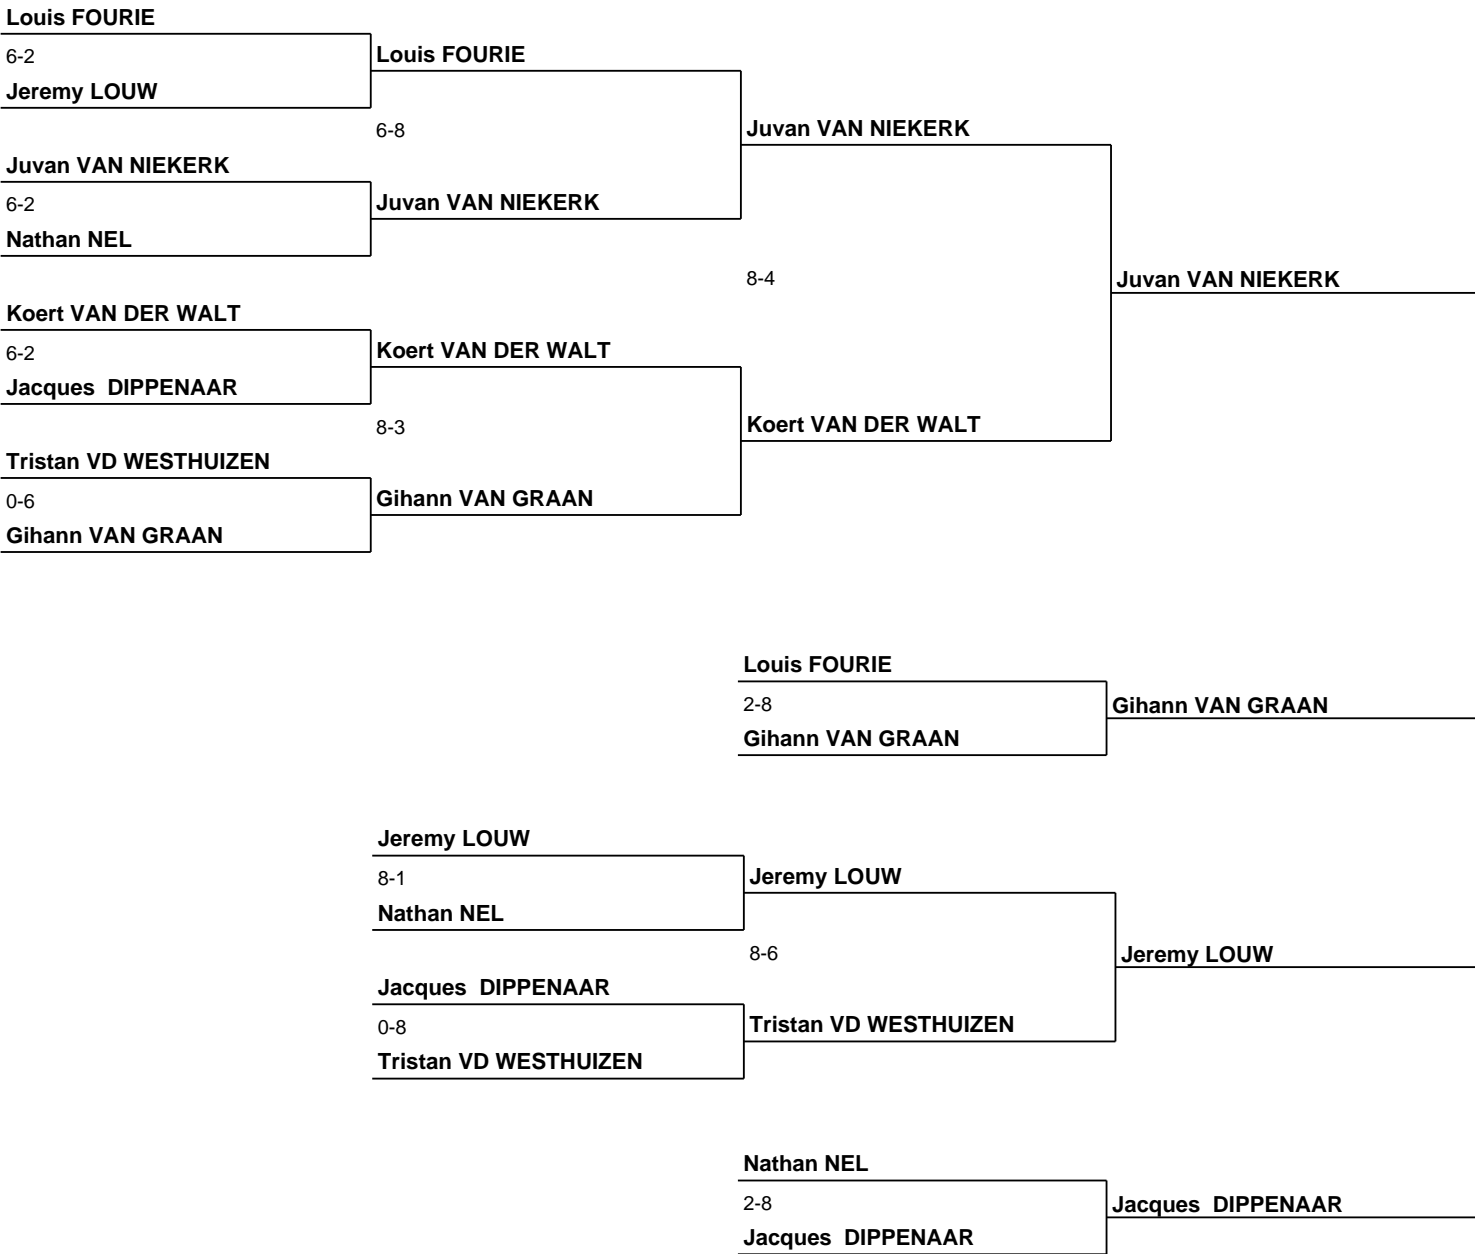 Louis FOURIE
6-2
Louis FOURIE
Jeremy LOUW
6-8
Juvan VAN NIEKERK
Juvan VAN NIEKERK
6-2
Juvan VAN NIEKERK
Nathan NEL
8-4
Juvan VAN NIEKERK
Koert VAN DER WALT
6-2
Koert VAN DER WALT
Jacques  DIPPENAAR
8-3
Koert VAN DER WALT
Tristan VD WESTHUIZEN
0-6
Gihann VAN GRAAN
Gihann VAN GRAAN
Louis FOURIE
2-8
Gihann VAN GRAAN
Gihann VAN GRAAN
Jeremy LOUW
8-1
Jeremy LOUW
Nathan NEL
8-6
Jeremy LOUW
Jacques  DIPPENAAR
0-8
Tristan VD WESTHUIZEN
Tristan VD WESTHUIZEN
Nathan NEL
2-8
Jacques  DIPPENAAR
Jacques  DIPPENAAR